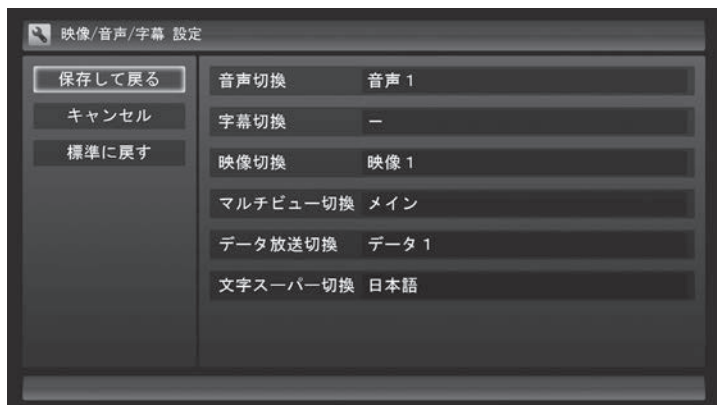 映像/音声/字幕 設定
保存して戻る
キャンセル
標準に戻す
音声切換 音声 1
字幕切換 ー
映像切換 映像 1
マルチビュー切換 メイン
データ放送切換 データ 1
文字スーパー切換 日本語